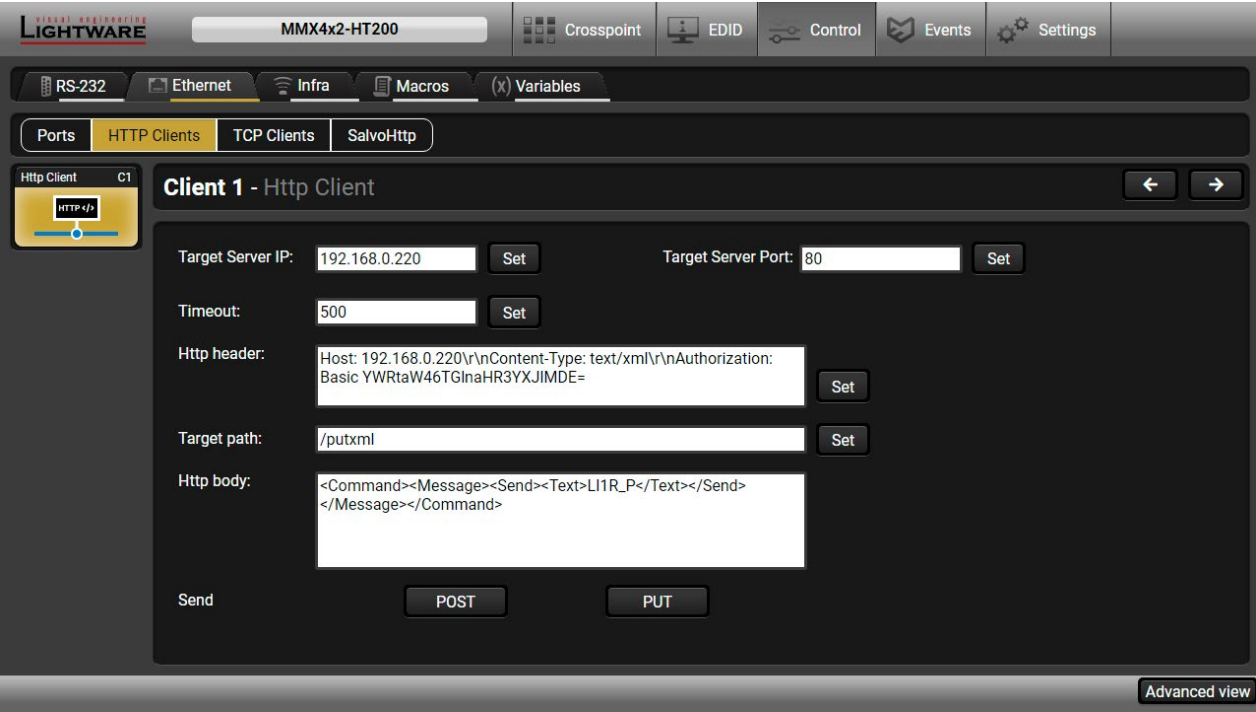 visual engineering
LIGHTWARE
MMX4x2-HT200
Crosspoint
EDID
Control
Events
Settings
RS-232
Ethernet
Infra
Macros
(x) Variables
Ports
HTTP Clients
TCP Clients
SalvoHttp
Http Client C1
HTTP </>
Client 1 - Http Client
Target Server IP: 192.168.0.220 Set
Target Server Port: 80 Set
Timeout: 500 Set
Http header:
Host: 192.168.0.220\r\nContent-Type: text/xml\r\nAuthorization:
Basic YWRtaW46TGlnaHR3YXJlMDE=
Set
Target path: /putxml Set
Http body:
<Command><Message><Send><Text>LI1R_P</Text></Send>
</Message></Command>
Send POST PUT
Advanced view